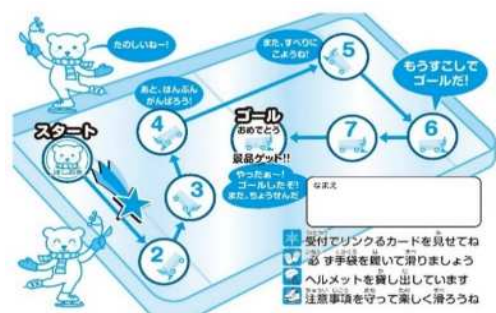 たのしいねー!
また、すべりに
こようね!
もうすこしで
ゴールだ!
あと、はんぶん
がんばろう!
スタート
ゴール
おめでとう
景品ゲット!!
やったぁ〜!
ゴールしたぞ!
また、ちょうせんだ
2
3
4
5
6
7
なまえ
受付でリンクるカードを見せてね
必ず手袋を履いて滑りましょう
ヘルメットを貸し出しています
注意事項を守って楽しく滑ろうね